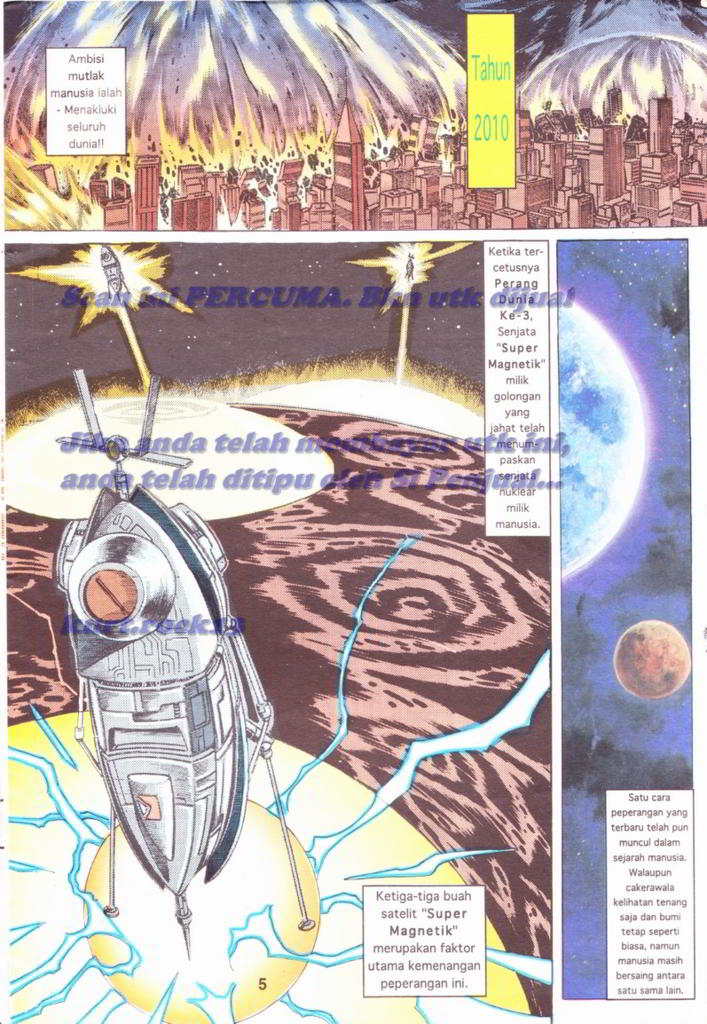 Ambisi
mutlak
manusia ialah
- Menakluki
seluruh
dunia!!
Tahun
2010
Ketika ter-
cetusnya
Perang
Dunia
Ke-3,
Senjata
"Super
Magnetik"
milik
golongan
yang
jahat telah
menum-
paskan
senjata
nuklear
milik
manusia.
Scan ini PERCUMA. Bkn utk dijual
Jika anda telah membayar utk ini,
anda telah ditipu oleh SI Penjual...
Satu cara
peperangan yang
terbaru telah pun
muncul dalam
sejarah manusia.
Walaupun
cakerawala
kelihatan tenang
saja dan bumi
tetap seperti
biasa, namun
manusia masih
bersaing antara
satu sama lain.
Ketiga-tiga buah
satelit "Super
Magnetik"
merupakan faktor
utama kemenangan
peperangan ini.
5